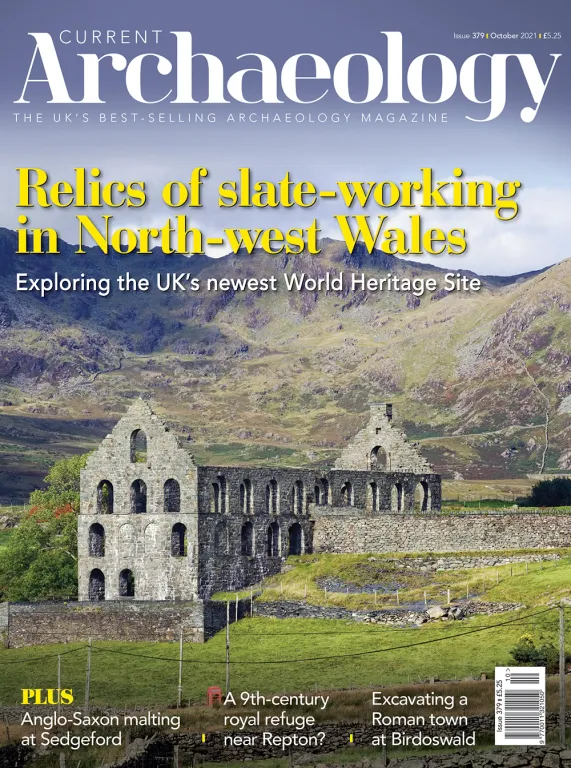 CURRENT
Issue 379 | October 2021 | £5.25
Archaeology
THE UK'S BEST-SELLING ARCHAEOLOGY MAGAZINE
Relics of slate-working
in North-west Wales
Exploring the UK's newest World Heritage Site
PLUS
Anglo-Saxon malting
at Sedgeford
A 9th-century
royal refuge
near Repton?
Excavating a
Roman town
at Birdoswald
Issue 379 | £5.25
10